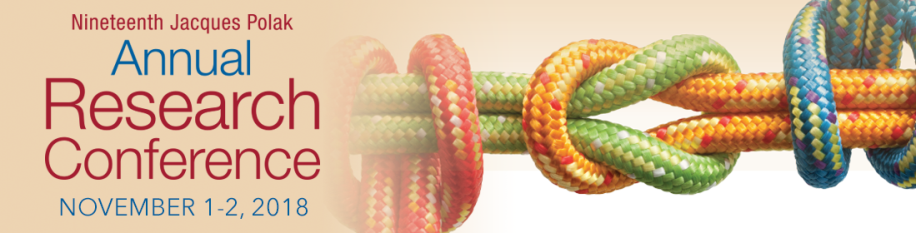 Nineteenth Jacques Polak
Annual
Research
Conference
NOVEMBER 1-2, 2018